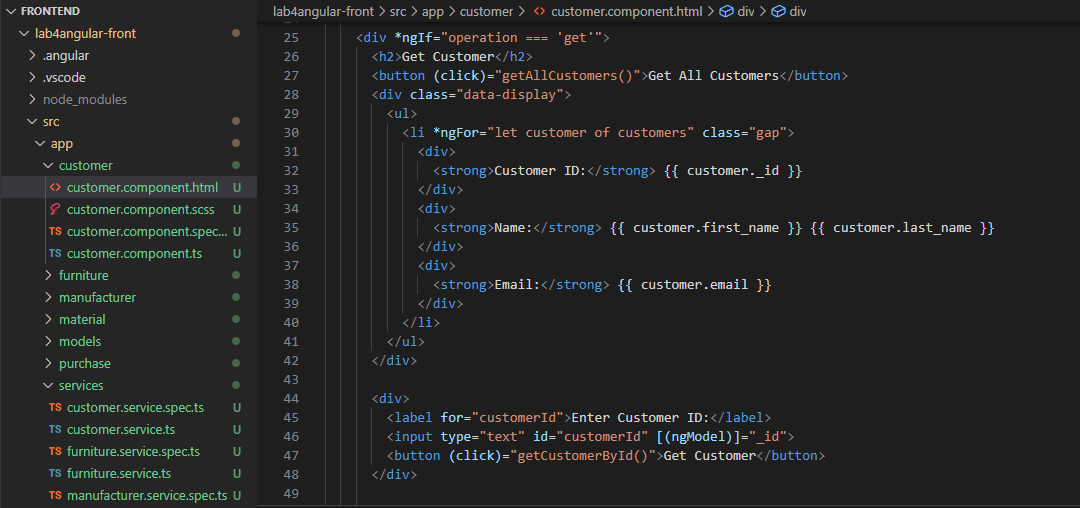 FRONTEND
lab4angular-front
.angular
.vscode
node_modules
src
app
customer
customer.component.html U
customer.component.scss U
customer.component.spec... U
customer.component.ts U
furniture
manufacturer
material
models
purchase
services
customer.service.spec.ts U
customer.service.ts U
furniture.service.spec.ts U
furniture.service.ts U
manufacturer.service.spec.ts U
lab4angular-front > src > app > customer > <> customer.component.html > div > div
25 <div *ngIf="operation === 'get'">
26 <h2>Get Customer</h2>
27 <button (click)="getAllCustomers()">Get All Customers</button>
28 <div class="data-display">
29 <ul>
30 <li *ngFor="let customer of customers" class="gap">
31 <div>
32 <strong>Customer ID:</strong> {{ customer._id }}
33 </div>
34 <div>
35 <strong>Name:</strong> {{ customer.first_name }} {{ customer.last_name }}
36 </div>
37 <div>
38 <strong>Email:</strong> {{ customer.email }}
39 </div>
40 </li>
41 </ul>
42 </div>
43
44 <div>
45 <label for="customerId">Enter Customer ID:</label>
46 <input type="text" id="customerId" [(ngModel)]="_id">
47 <button (click)="getCustomerById()">Get Customer</button>
48 </div>
49